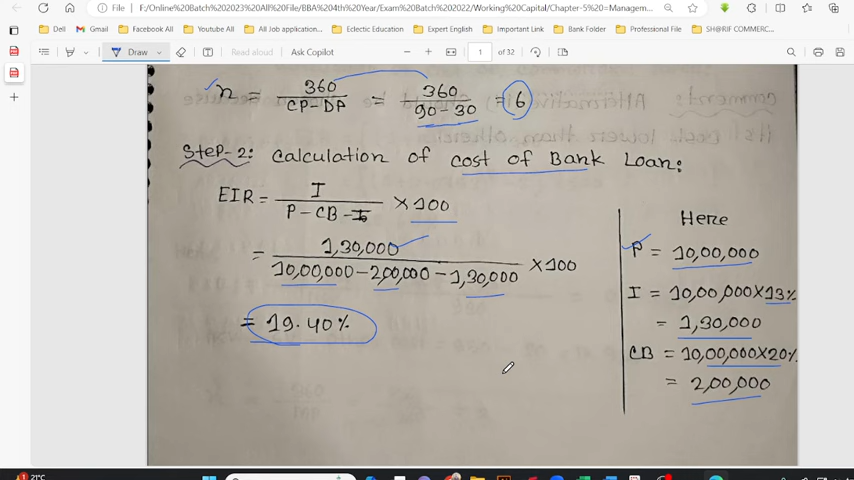 File | F:/Online%20Batch%202023%20All%20File/BBA%204th%20Year/Exam%20Batch%202022/Working%20Capital/Chapter-5%20=%20Managem...
Dell
M Gmail
Facebook All
All Job application...
Eclectic Education
Expert English
Important Website
Bank Folder
Professional File
SH@RIF COMMERC...
Draw
Read aloud
Ask Copilot
1
of 32
n = 360 / CP-DP = 360 / 90-30 = 6
Step-2: Calculation of cost of Bank Loan:
EIR = I / P-CB-I × 100
= 1,30,000 / 10,00,000-2,00,000-1,30,000 × 100
= 19.40%
Here
P = 10,00,000
I = 10,00,000×13%
= 1,30,000
CB = 10,00,000×20%
= 2,00,000
21°C